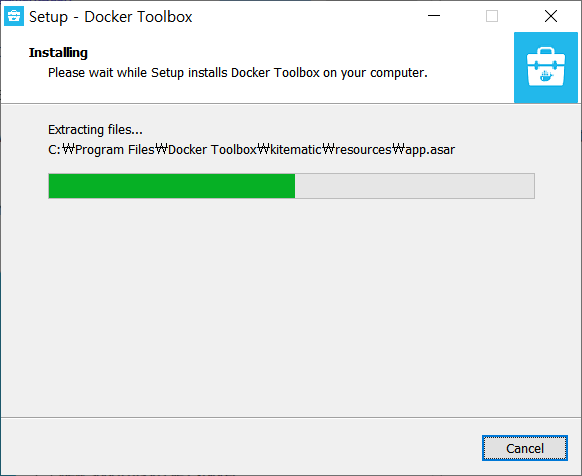 Setup - Docker Toolbox
Installing
Please wait while Setup installs Docker Toolbox on your computer.
Extracting files...
C:₩Program Files₩Docker Toolbox₩kitematic₩resources₩app.asar
Cancel